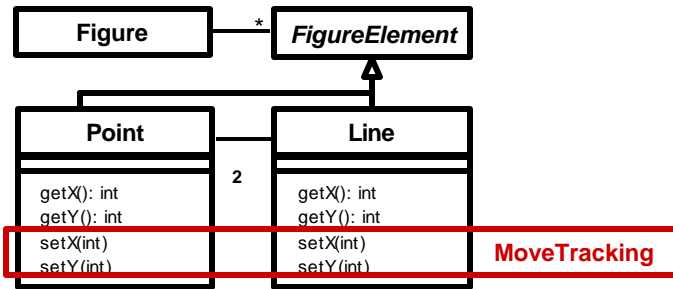 Figure
*
FigureElement
Point
Line
2
getX(): int
getY(): int
setX(int)
setY(int)
getX(): int
getY(): int
setX(int)
setY(int)
MoveTracking